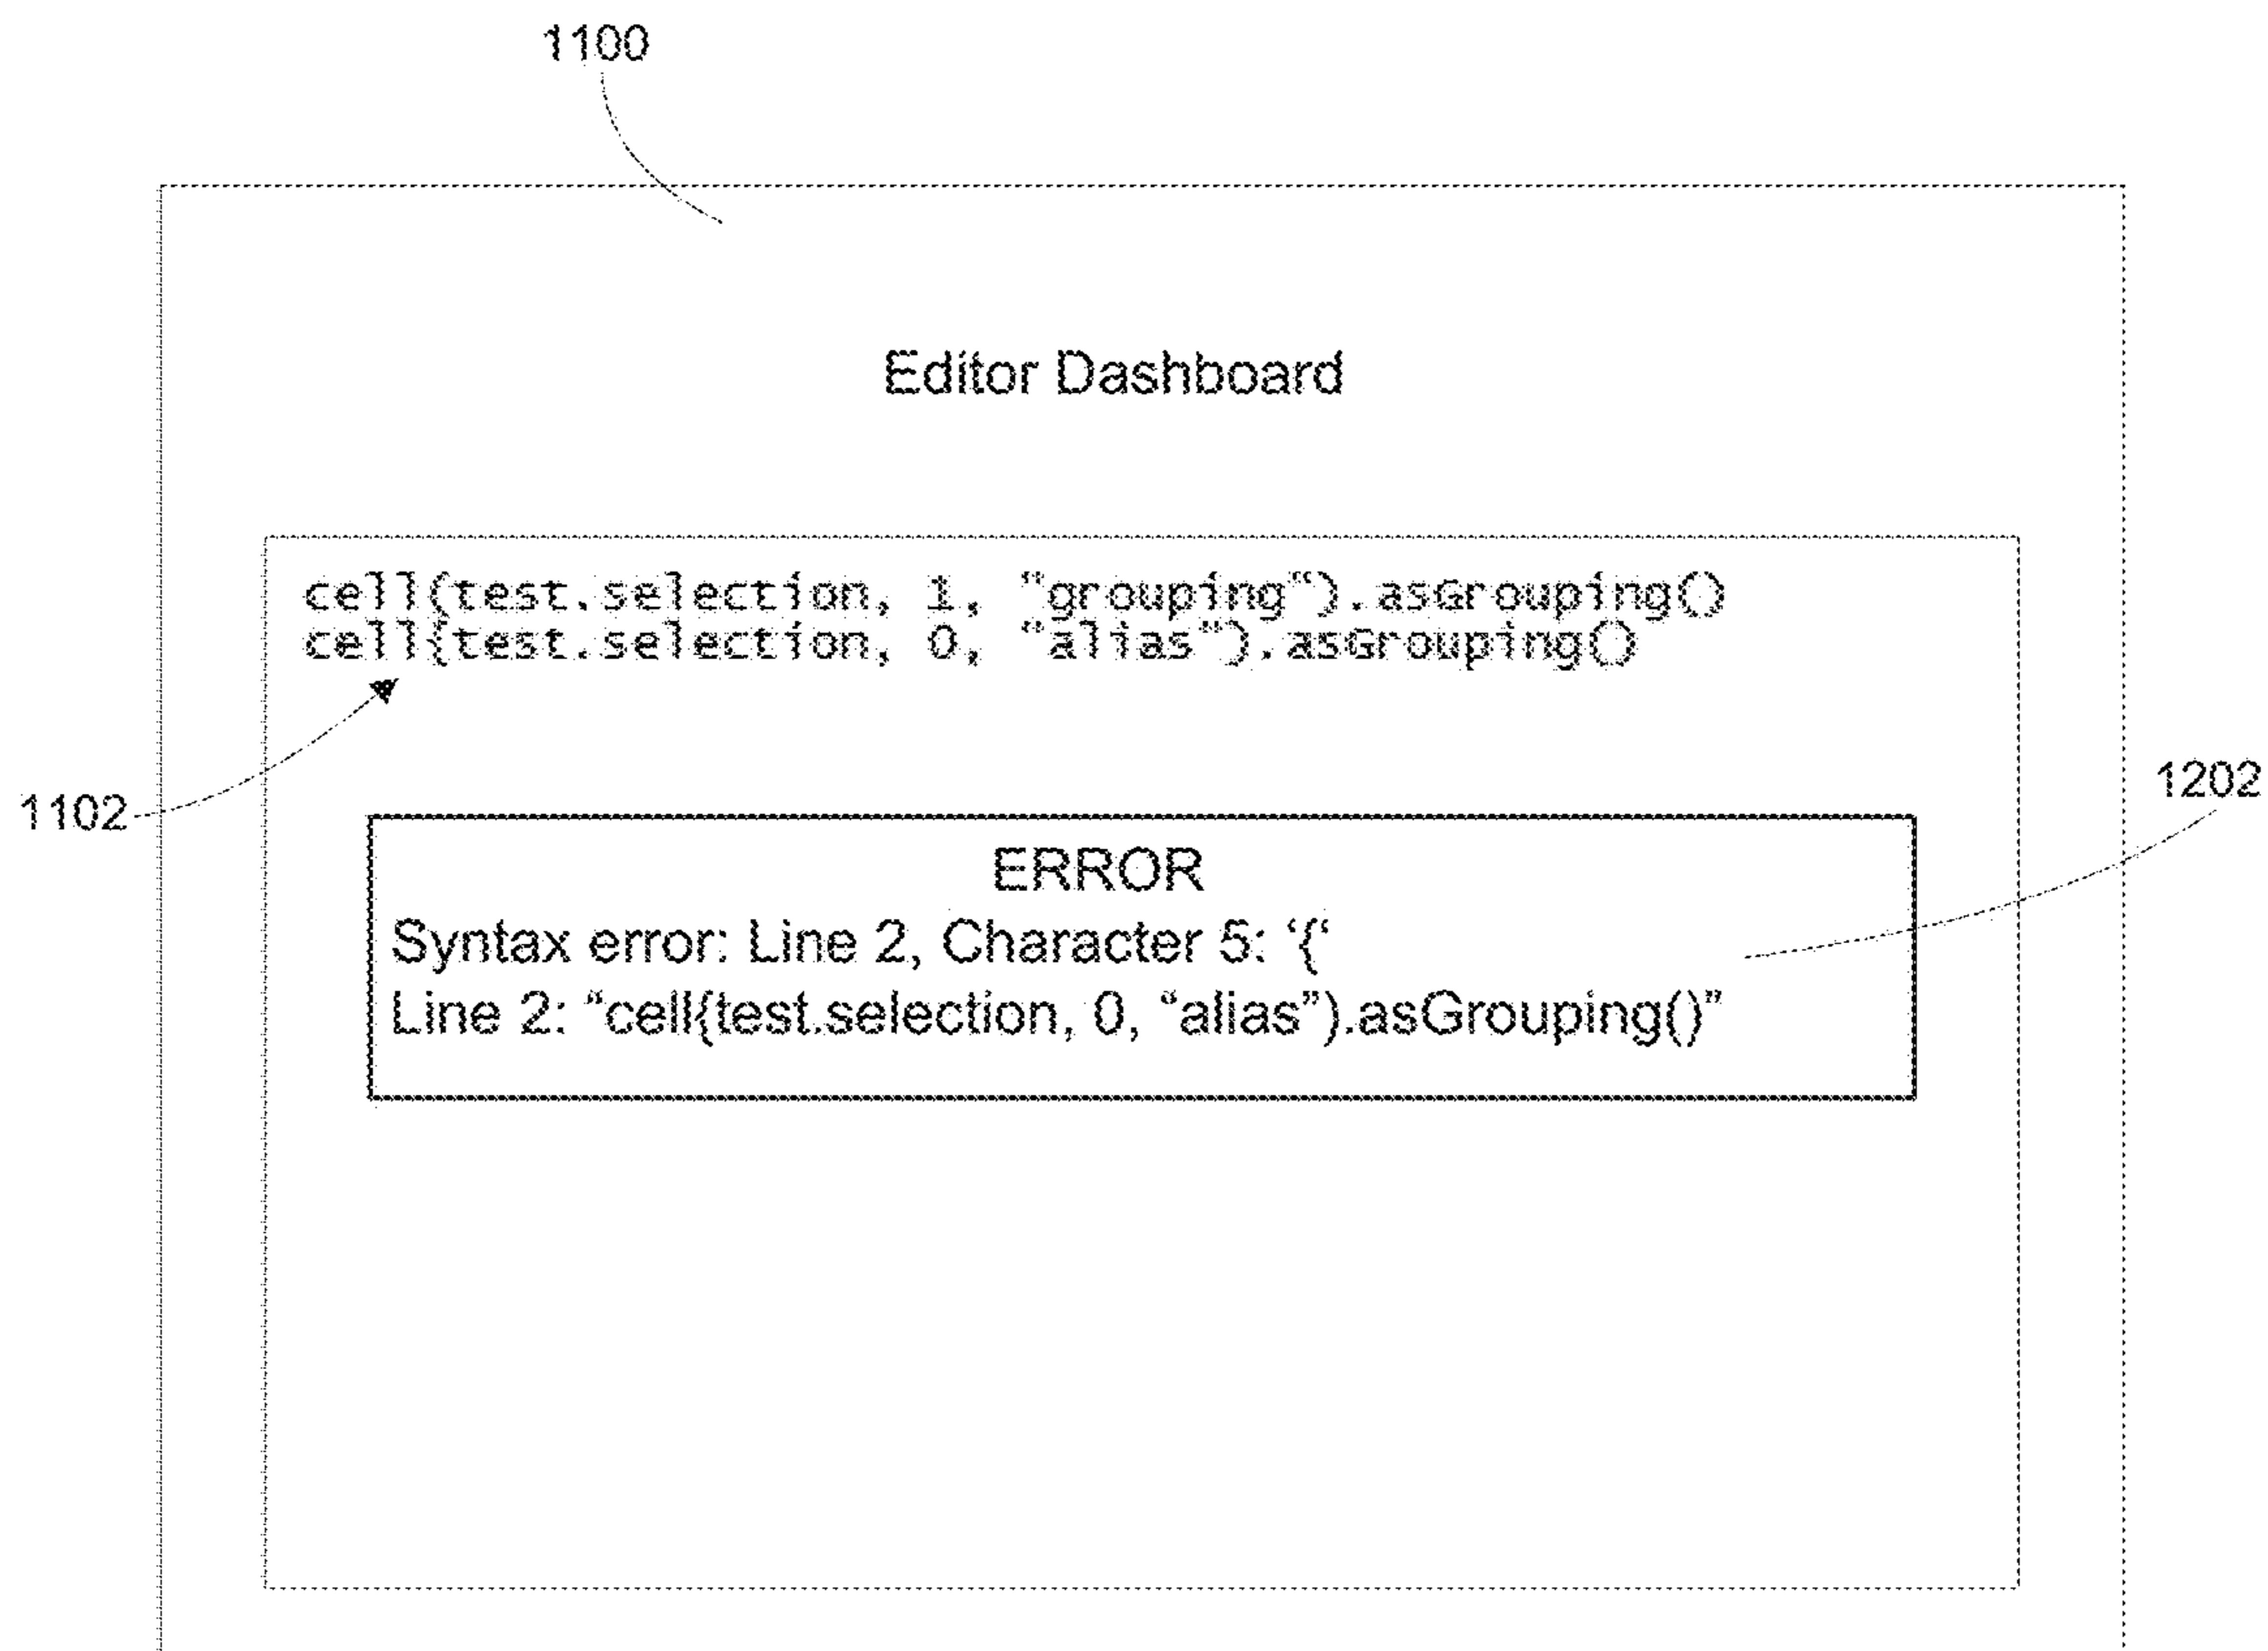 1100
Editor Dashboard
cell(test.selection, 1, "grouping").asGrouping()
cell{test.selection, 0, "alias").asGrouping()
1102
1202
ERROR
Syntax error: Line 2, Character 5: ‘{‘
Line 2: “cell{test.selection, 0, “alias”).asGrouping()”